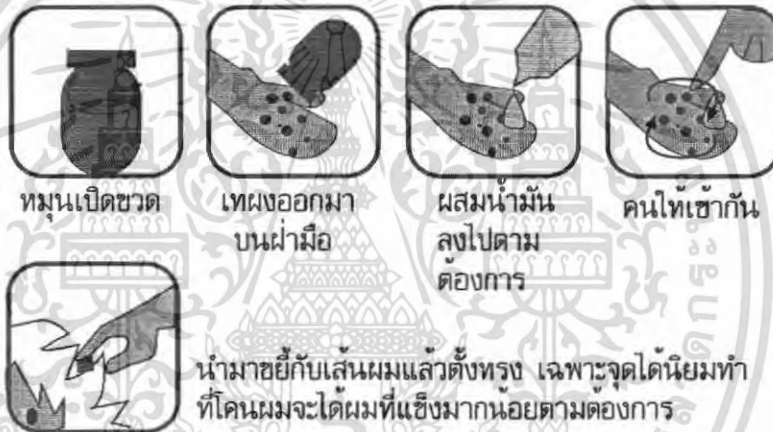 หมุนเปิดขวด
เทผงออกมา
บนฝ่ามือ
ผสมน้ำมัน
ลงไปตาม
ต้องการ
คนให้เข้ากัน
นำมาขยี้กับเส้นผมแล้วตั้งทรง เฉพาะจุดได้นิยมทำ
ที่โคนผมจะได้ผมที่แข็งมากน้อยตามต้องการ